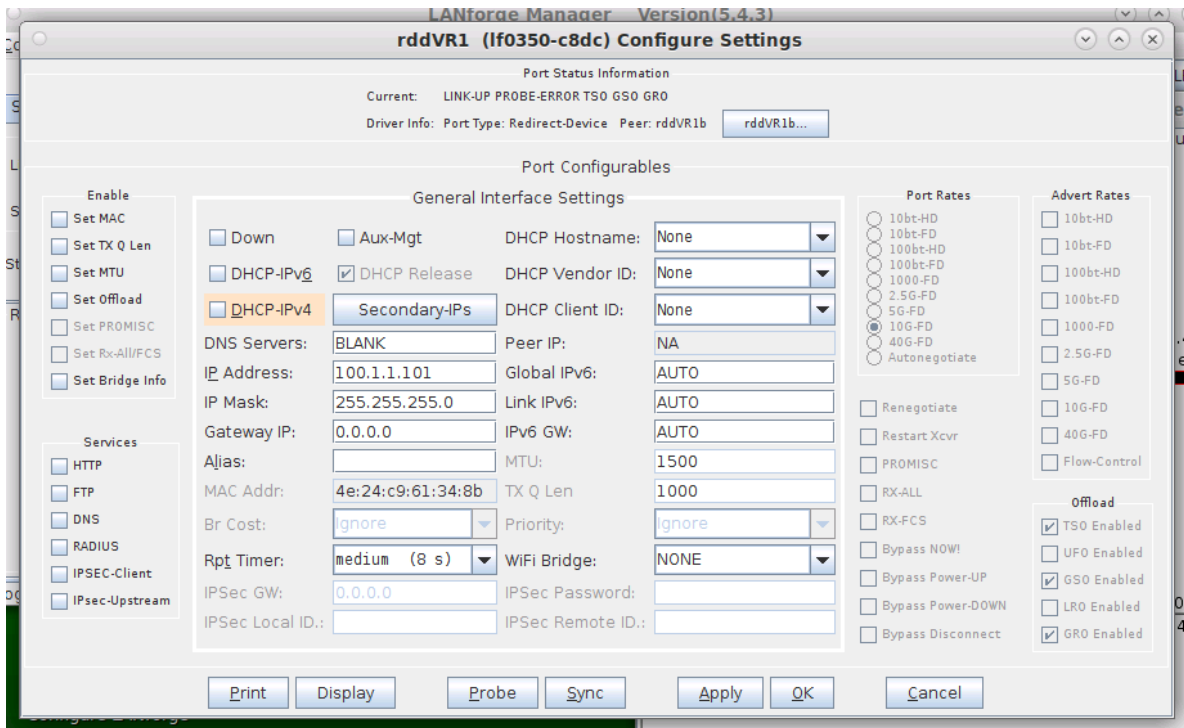 LANforge Manager Version(5.4.3)
rddVR1 (lf0350-c8dc) Configure Settings
Port Status Information
Current: LINK-UP PROBE-ERROR TSO GSO GRO
Driver Info: Port Type: Redirect-Device Peer: rddVR1b rddVR1b...
Port Configurables
Enable
Set MAC
Set TX Q Len
Set MTU
Set Offload
Set PROMISC
Set Rx-All/FCS
Set Bridge Info
Services
HTTP
FTP
DNS
RADIUS
IPSEC-Client
IPsec-Upstream
General Interface Settings
Down Aux-Mgt DHCP Hostname: None
DHCP-IPv6 DHCP Release DHCP Vendor ID: None
DHCP-IPv4 Secondary-IPs DHCP Client ID: None
DNS Servers: BLANK Peer IP: NA
IP Address: 100.1.1.101 Global IPv6: AUTO
IP Mask: 255.255.255.0 Link IPv6: AUTO
Gateway IP: 0.0.0.0 IPv6 GW: AUTO
Alias: MTU: 1500
MAC Addr: 4e:24:c9:61:34:8b TX Q Len 1000
Br Cost: Ignore Priority: Ignore
Rpt Timer: medium (8 s) WiFi Bridge: NONE
IPSec GW: 0.0.0.0 IPSec Password:
IPSec Local ID.: IPSec Remote ID.:
Port Rates
10bt-HD
10bt-FD
100bt-HD
100bt-FD
1000-FD
2.5G-FD
5G-FD
10G-FD
40G-FD
Autonegotiate
Renegotiate
Restart Xcvr
PROMISC
RX-ALL
RX-FCS
Bypass NOW!
Bypass Power-UP
Bypass Power-DOWN
Bypass Disconnect
Advert Rates
10bt-HD
10bt-FD
100bt-HD
100bt-FD
1000-FD
2.5G-FD
5G-FD
10G-FD
40G-FD
Flow-Control
Offload
TSO Enabled
UFO Enabled
GSO Enabled
LRO Enabled
GRO Enabled
Print Display Probe Sync Apply OK Cancel